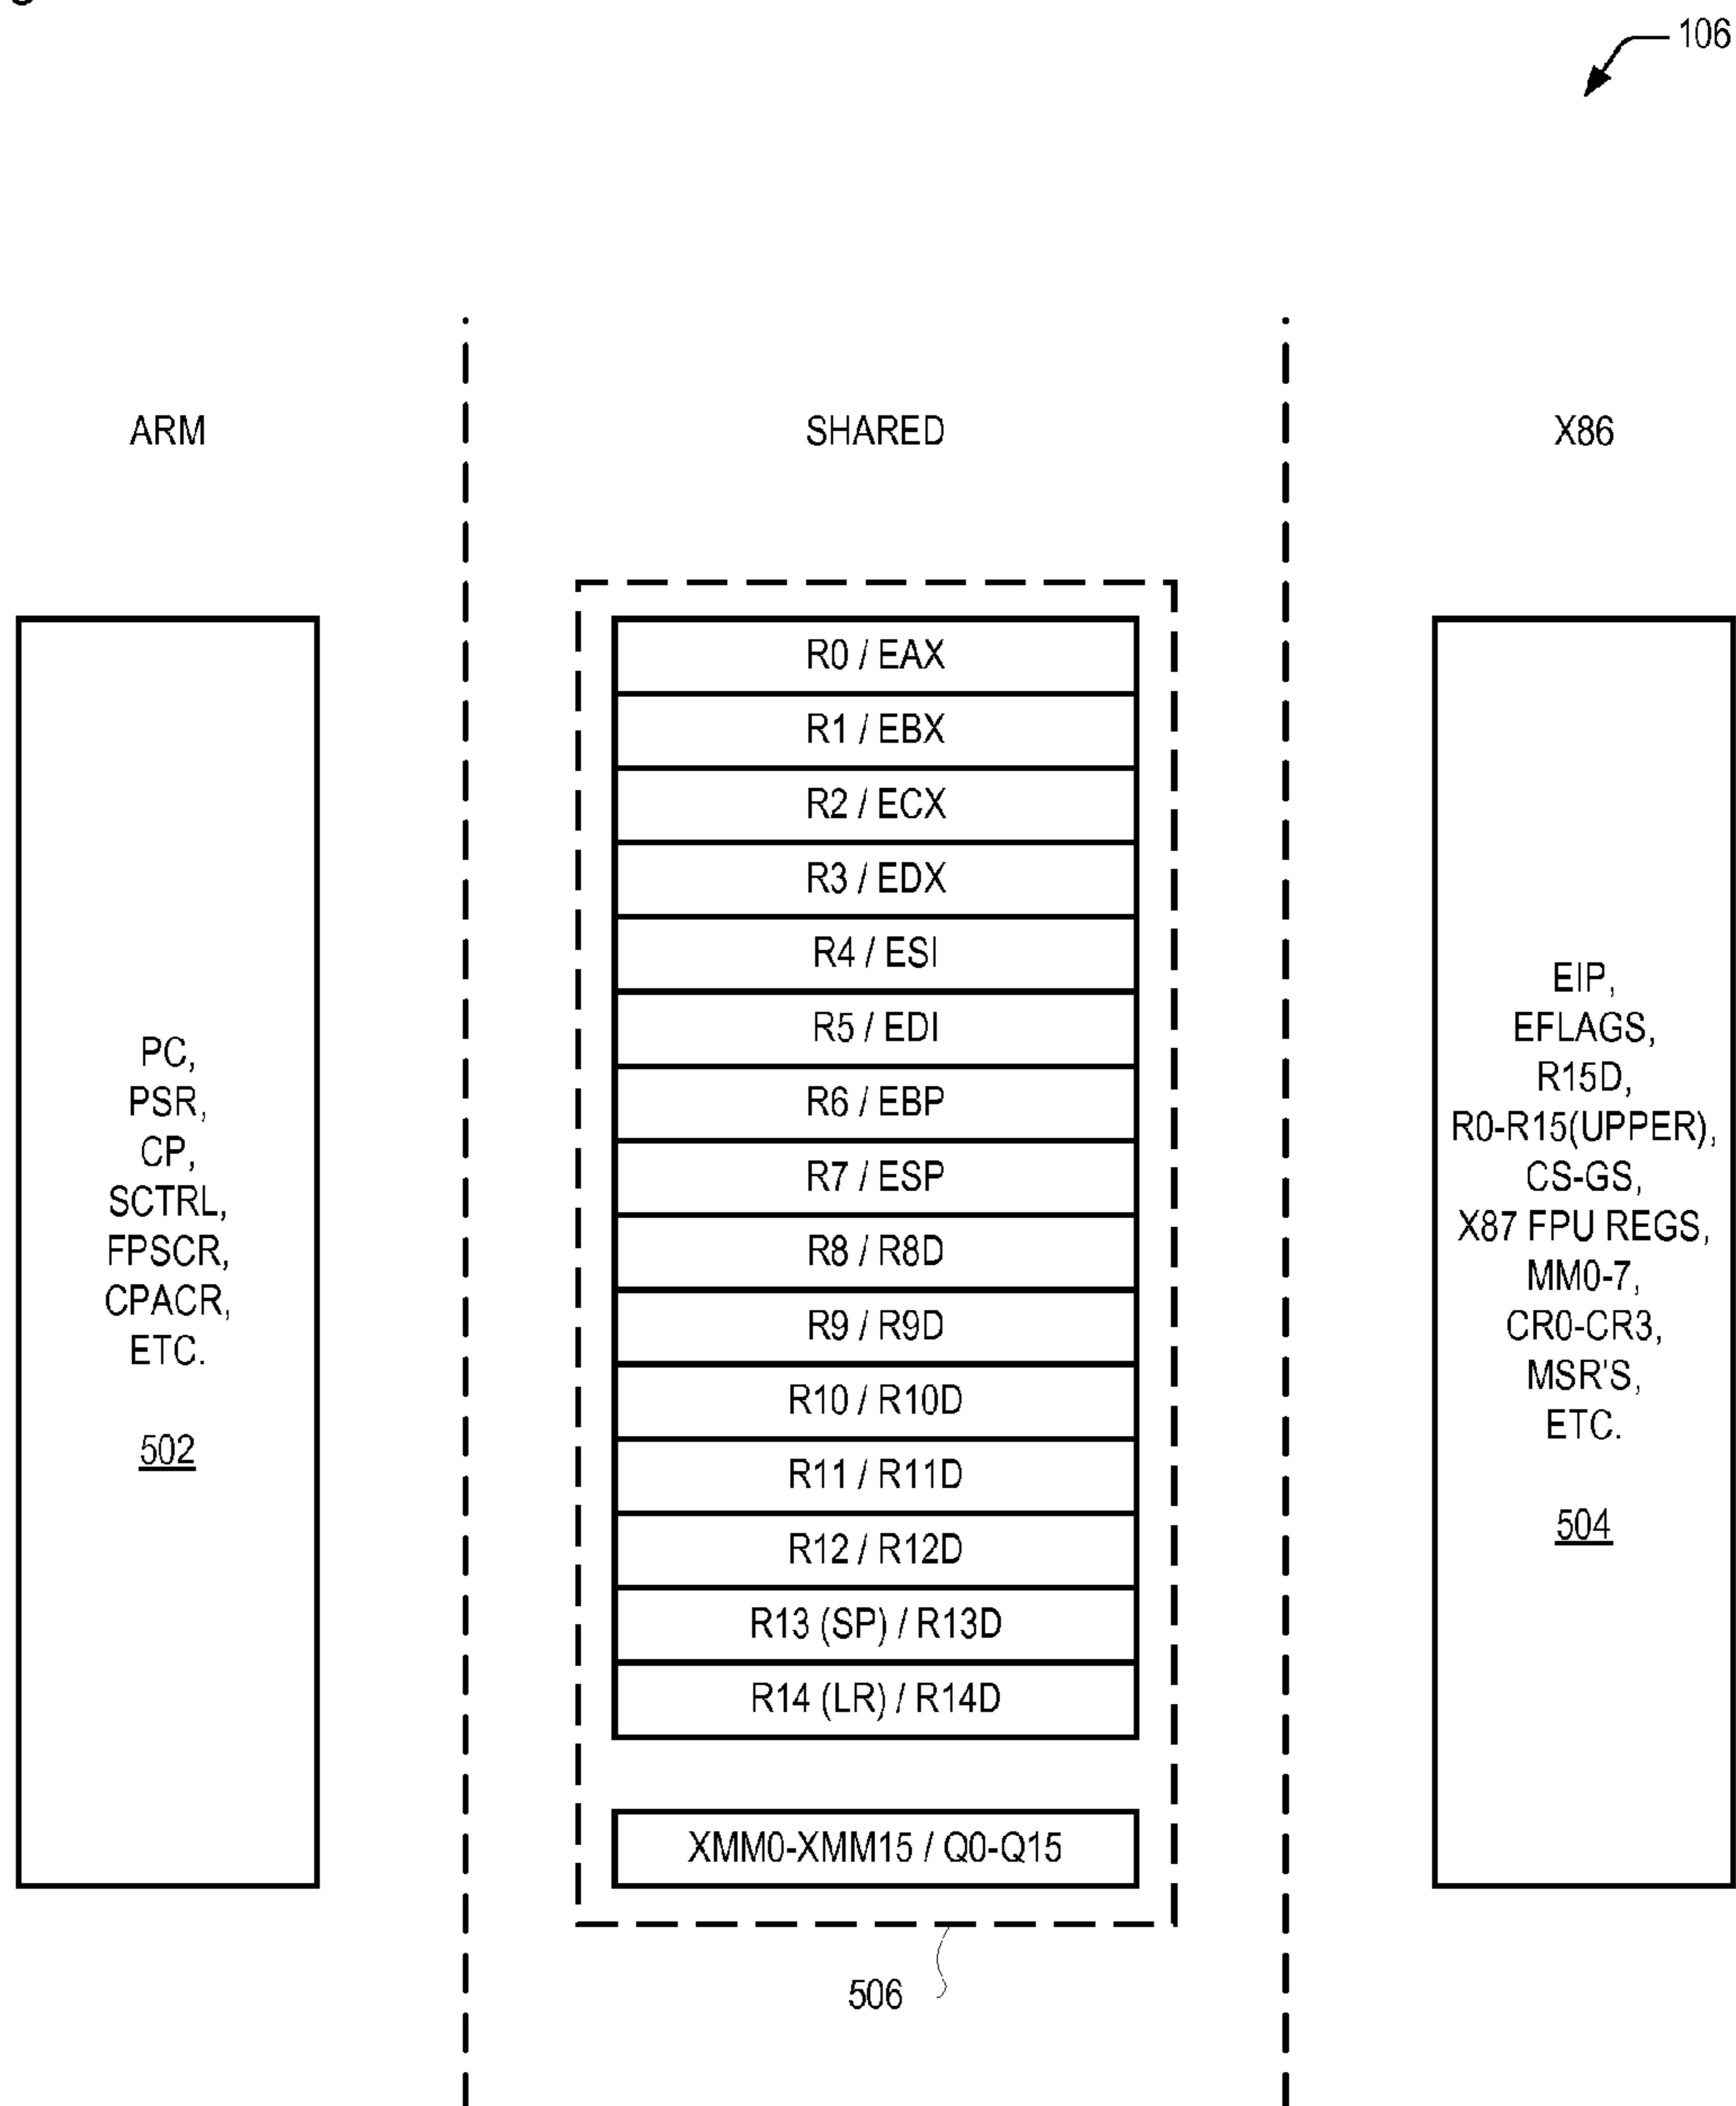 106
ARM
SHARED
X86
PC,
PSR,
CP,
SCTRL,
FPSCR,
CPACR,
ETC.
502
R0 / EAX
R1 / EBX
R2 / ECX
R3 / EDX
R4 / ESI
R5 / EDI
R6 / EBP
R7 / ESP
R8 / R8D
R9 / R9D
R10 / R10D
R11 / R11D
R12 / R12D
R13 (SP) / R13D
R14 (LR) / R14D
XMM0-XMM15 / Q0-Q15
506
EIP,
EFLAGS,
R15D,
R0-R15(UPPER),
CS-GS,
X87 FPU REGS,
MM0-7,
CR0-CR3,
MSR'S,
ETC.
504